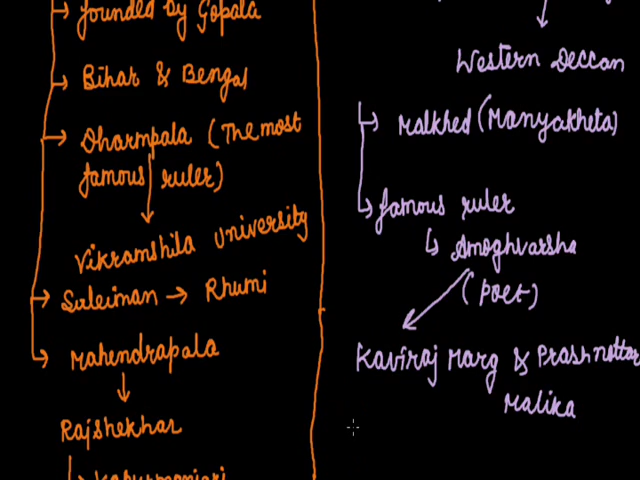 founded by Gopala
Bihar & Bengal
Dharmpala (The most
famous ruler)
Vikramshila University
Suleiman → Rhumi
Mahendrapala
Rajshekhar
Karpurmanjari
Western Deccan
Malkhed (Manyakheta)
famous ruler
Amoghvarsha
(poet)
Kaviraj Marg & Prashnottar
Malika